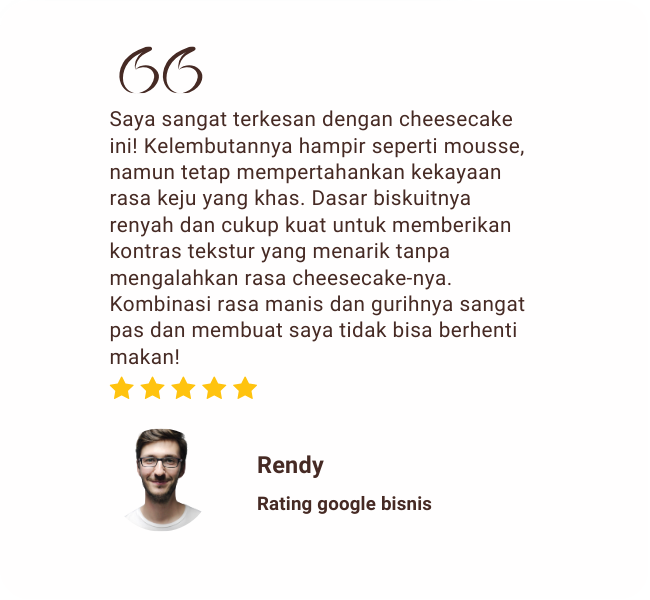 Saya sangat terkesan dengan cheesecake
ini! Kelembutannya hampir seperti mousse,
namun tetap mempertahankan kekayaan
rasa keju yang khas. Dasar biskuitnya
renyah dan cukup kuat untuk memberikan
kontras tekstur yang menarik tanpa
mengalahkan rasa cheesecake-nya.
Kombinasi rasa manis dan gurihnya sangat
pas dan membuat saya tidak bisa berhenti
makan!
Rendy
Rating google bisnis